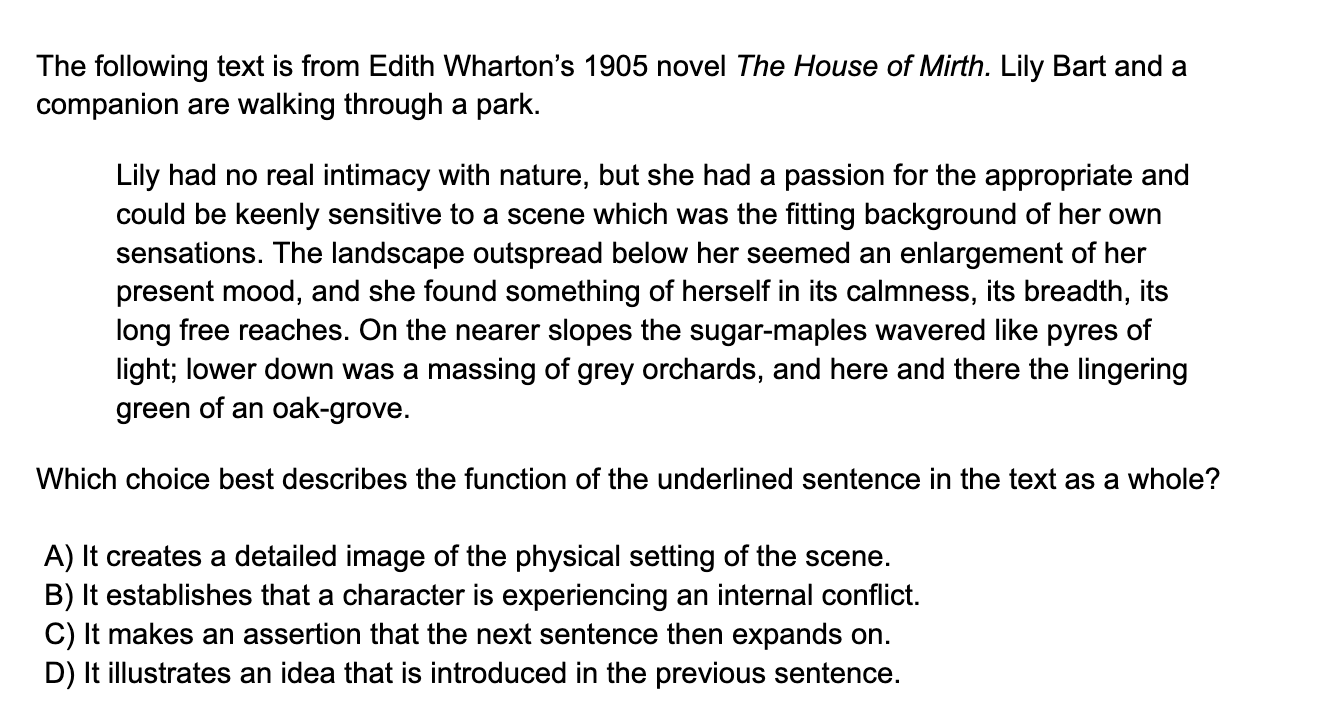 The following text is from Edith Wharton’s 1905 novel The House of Mirth. Lily Bart and a
companion are walking through a park.
Lily had no real intimacy with nature, but she had a passion for the appropriate and
could be keenly sensitive to a scene which was the fitting background of her own
sensations. The landscape outspread below her seemed an enlargement of her
present mood, and she found something of herself in its calmness, its breadth, its
long free reaches. On the nearer slopes the sugar-maples wavered like pyres of
light; lower down was a massing of grey orchards, and here and there the lingering
green of an oak-grove.
Which choice best describes the function of the underlined sentence in the text as a whole?
A) It creates a detailed image of the physical setting of the scene.
B) It establishes that a character is experiencing an internal conflict.
C) It makes an assertion that the next sentence then expands on.
D) It illustrates an idea that is introduced in the previous sentence.